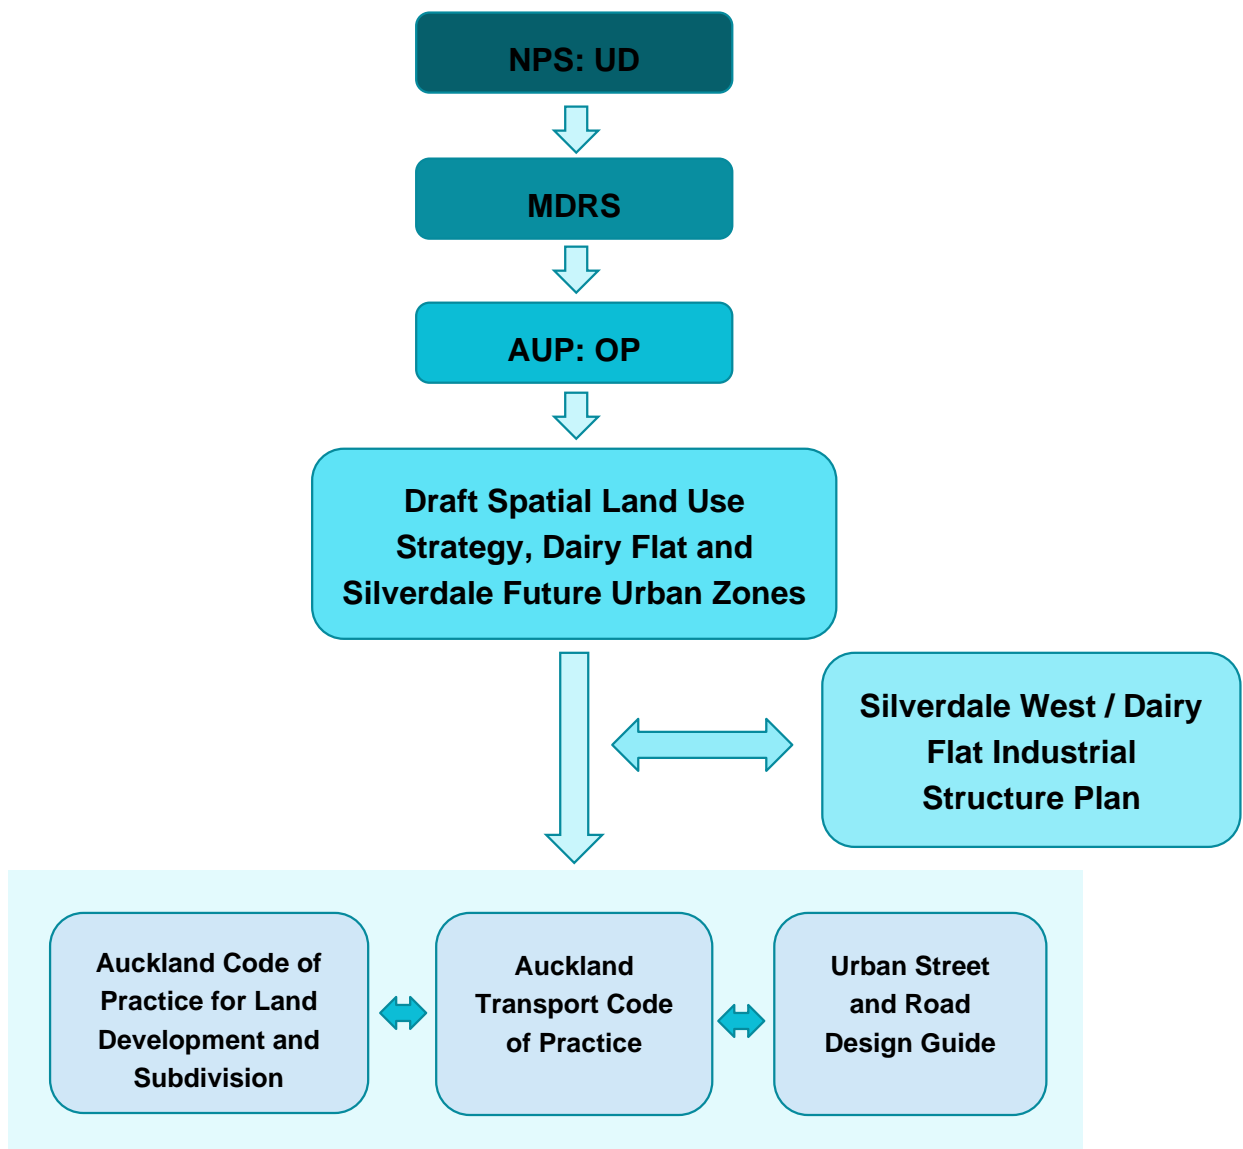 NPS: UD
MDRS
AUP: OP
Draft Spatial Land Use
Strategy, Dairy Flat and
Silverdale Future Urban Zones
Silverdale West / Dairy
Flat Industrial
Structure Plan
Auckland Code of
Practice for Land
Development and
Subdivision
Auckland
Transport Code
of Practice
Urban Street
and Road
Design Guide